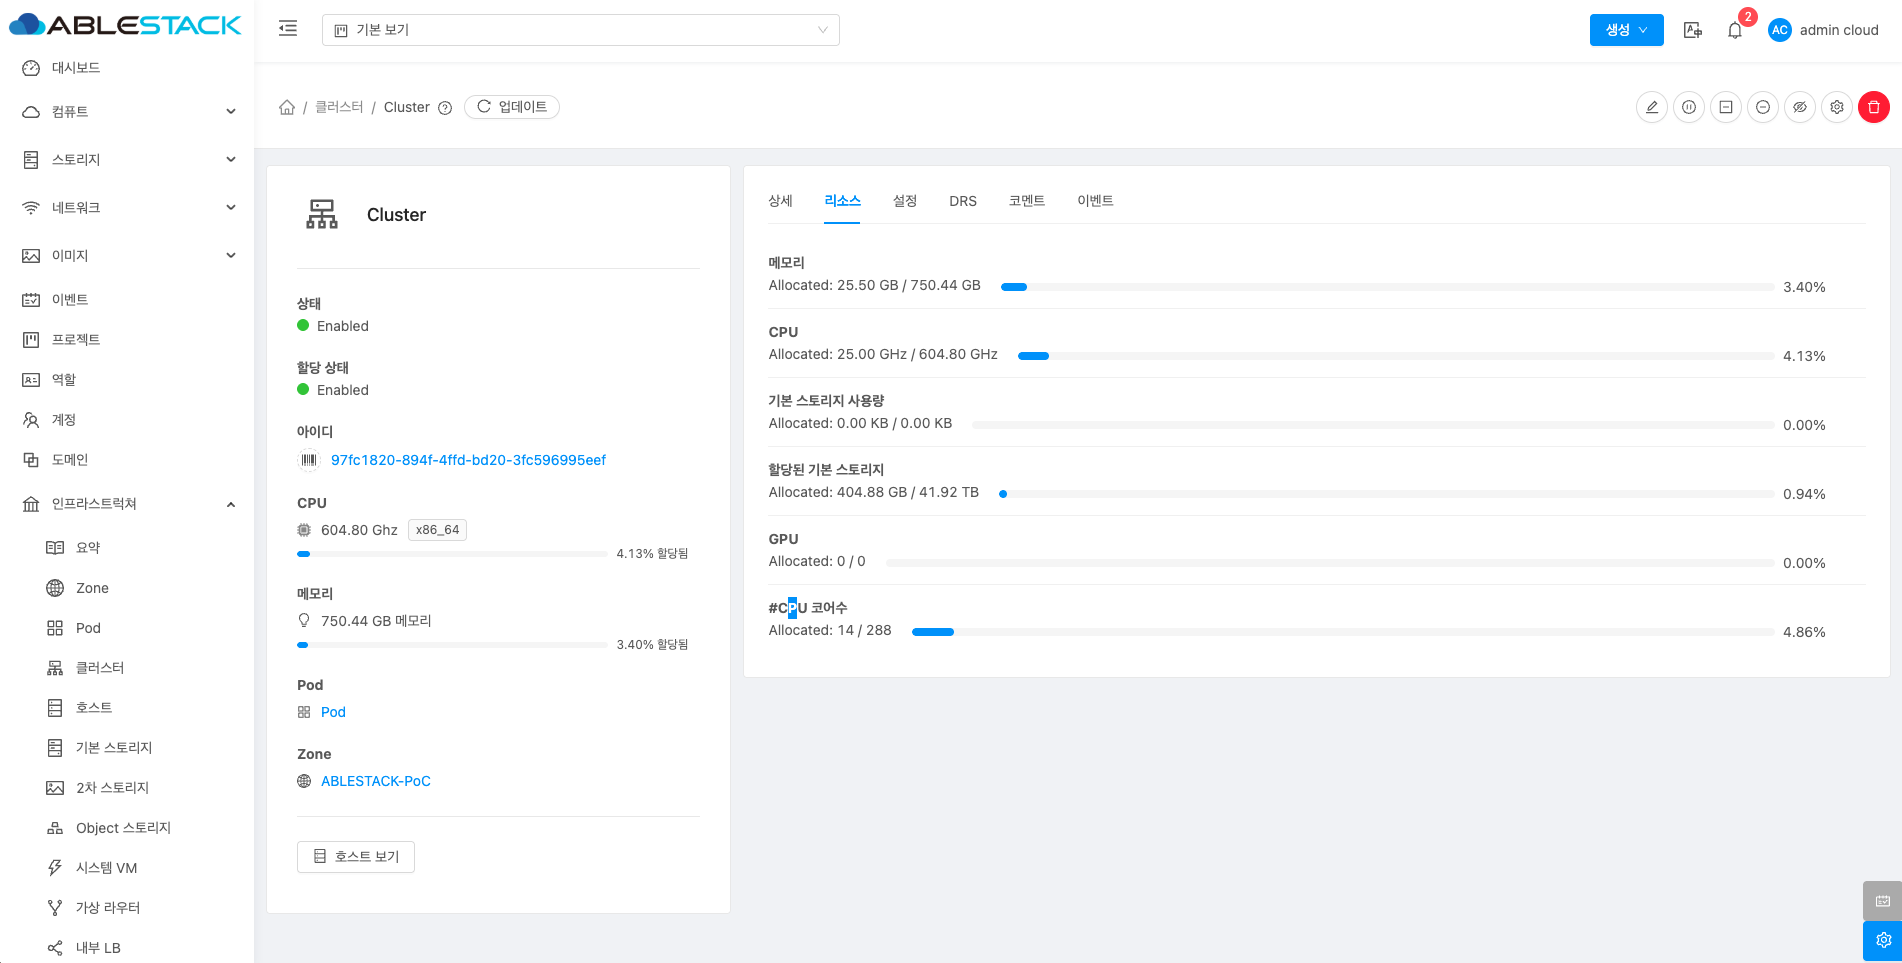 ABLESTACK
대시보드
컴퓨트
스토리지
네트워크
이미지
이벤트
프로젝트
역할
계정
도메인
인프라스트럭쳐
요약
Zone
Pod
클러스터
호스트
기본 스토리지
2차 스토리지
Object 스토리지
시스템 VM
가상 라우터
내부 LB
기본 보기
생성
2
AC admin cloud
/ 클러스터 / Cluster 업데이트
Cluster
상태
Enabled
할당 상태
Enabled
아이디
97fc1820-894f-4ffd-bd20-3fc596995eef
CPU
604.80 Ghz x86_64
4.13% 할당됨
메모리
750.44 GB 메모리
3.40% 할당됨
Pod
Pod
Zone
ABLESTACK-PoC
호스트 보기
상세 리소스 설정 DRS 코멘트 이벤트
메모리
Allocated: 25.50 GB / 750.44 GB 3.40%
CPU
Allocated: 25.00 GHz / 604.80 GHz 4.13%
기본 스토리지 사용량
Allocated: 0.00 KB / 0.00 KB 0.00%
할당된 기본 스토리지
Allocated: 404.88 GB / 41.92 TB 0.94%
GPU
Allocated: 0 / 0 0.00%
#CPU 코어수
Allocated: 14 / 288 4.86%